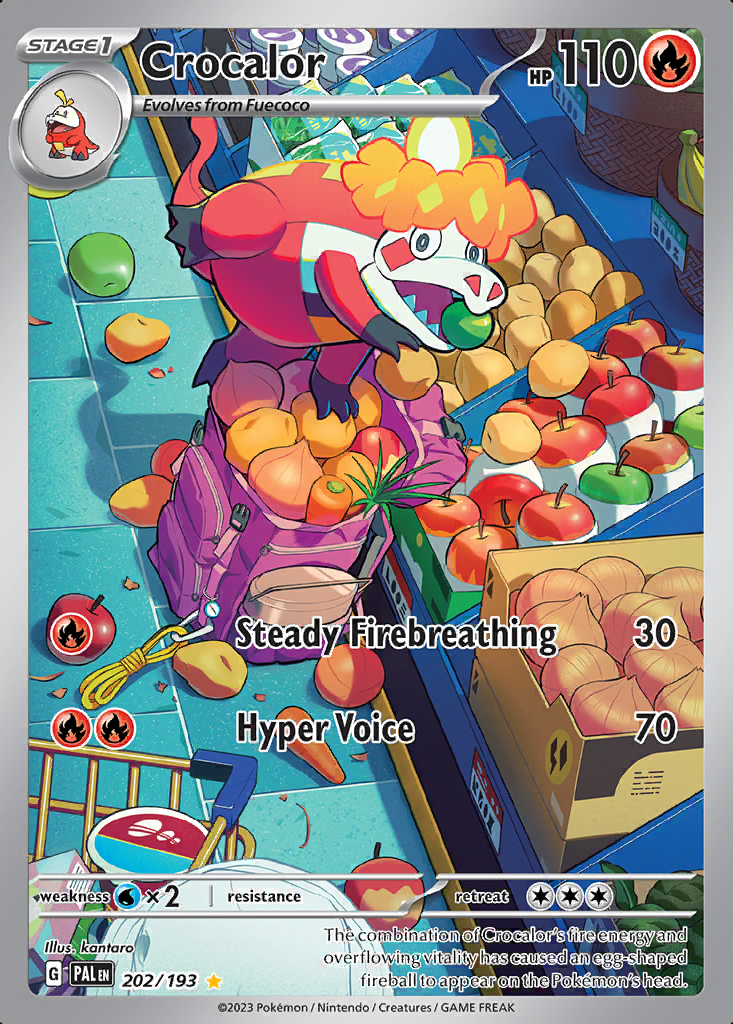 STAGE1
Crocalor
HP 110
Evolves from Fuecoco
Steady Firebreathing 30
Hyper Voice 70
weakness ×2 resistance retreat
Illus. kantaro
The combination of Crocalor's fire energy and
overflowing vitality has caused an egg-shaped
fireball to appear on the Pokémon's head.
G PAL EN 202/193
©2023 Pokémon / Nintendo / Creatures / GAME FREAK